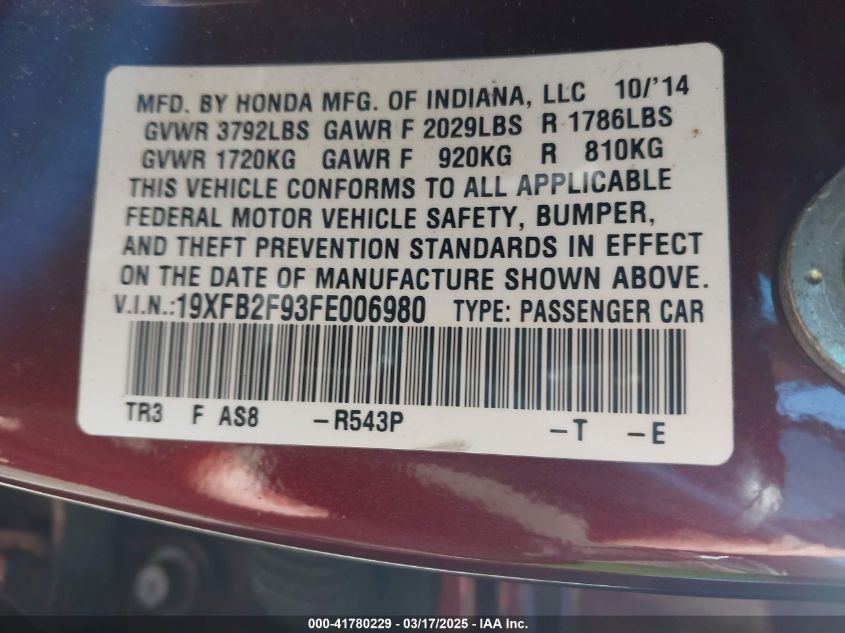 MFD. BY HONDA MFG. OF INDIANA, LLC 10/'14
GVWR 3792LBS GAWR F 2029LBS R 1786LBS
GVWR 1720KG GAWR F 920KG R 810KG
THIS VEHICLE CONFORMS TO ALL APPLICABLE
FEDERAL MOTOR VEHICLE SAFETY, BUMPER,
AND THEFT PREVENTION STANDARDS IN EFFECT
ON THE DATE OF MANUFACTURE SHOWN ABOVE.
V.I.N.:19XFB2F93FE006980 TYPE: PASSENGER CAR
TR3 F AS8 -R543P -T -E
000-41780229 - 03/17/2025 - IAA Inc.